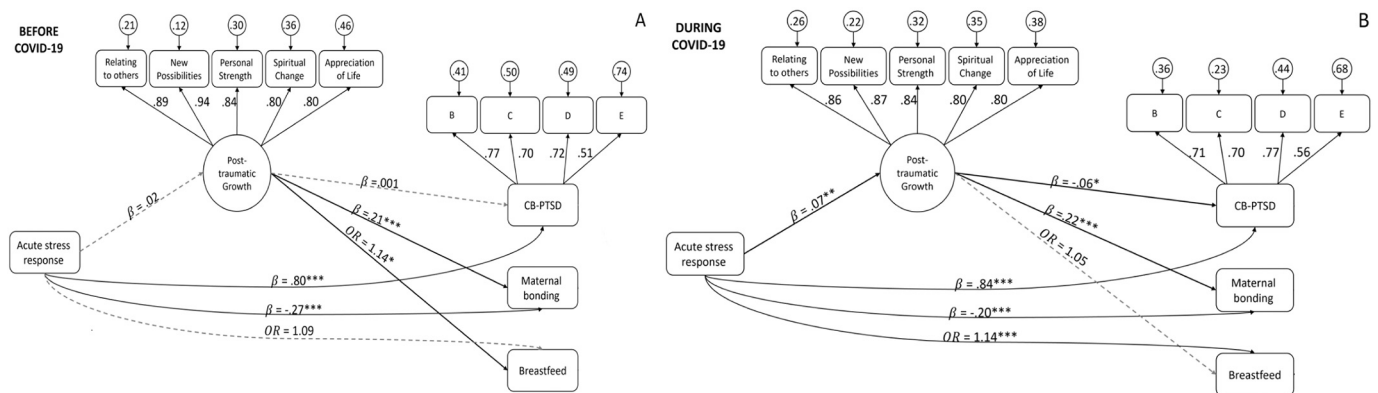 BEFORE
COVID-19
A
.21
.12
.30
.36
.46
Relating
to others
New
Possibilities
Personal
Strength
Spiritual
Change
Appreciation
of Life
.89
.94
.84
.80
.80
.41
.50
.49
.74
B
C
D
E
.77
.70
.72
.51
Post-
traumatic
Growth
CB-PTSD
β = .02
β =.001
β =.21***
OR = 1.14*
Acute stress
response
β = .80***
β = -.27***
OR = 1.09
Maternal
bonding
Breastfeed
DURING
COVID-19
B
.26
.22
.32
.35
.38
Relating
to others
New
Possibilities
Personal
Strength
Spiritual
Change
Appreciation
of Life
.86
.87
.84
.80
.80
.36
.23
.44
.68
B
C
D
E
.71
.70
.77
.56
Post-
traumatic
Growth
CB-PTSD
β = .07**
β = -.06*
β =.22***
OR = 1.05
Acute stress
response
β = .84***
β = -.20***
OR = 1.14***
Maternal
bonding
Breastfeed